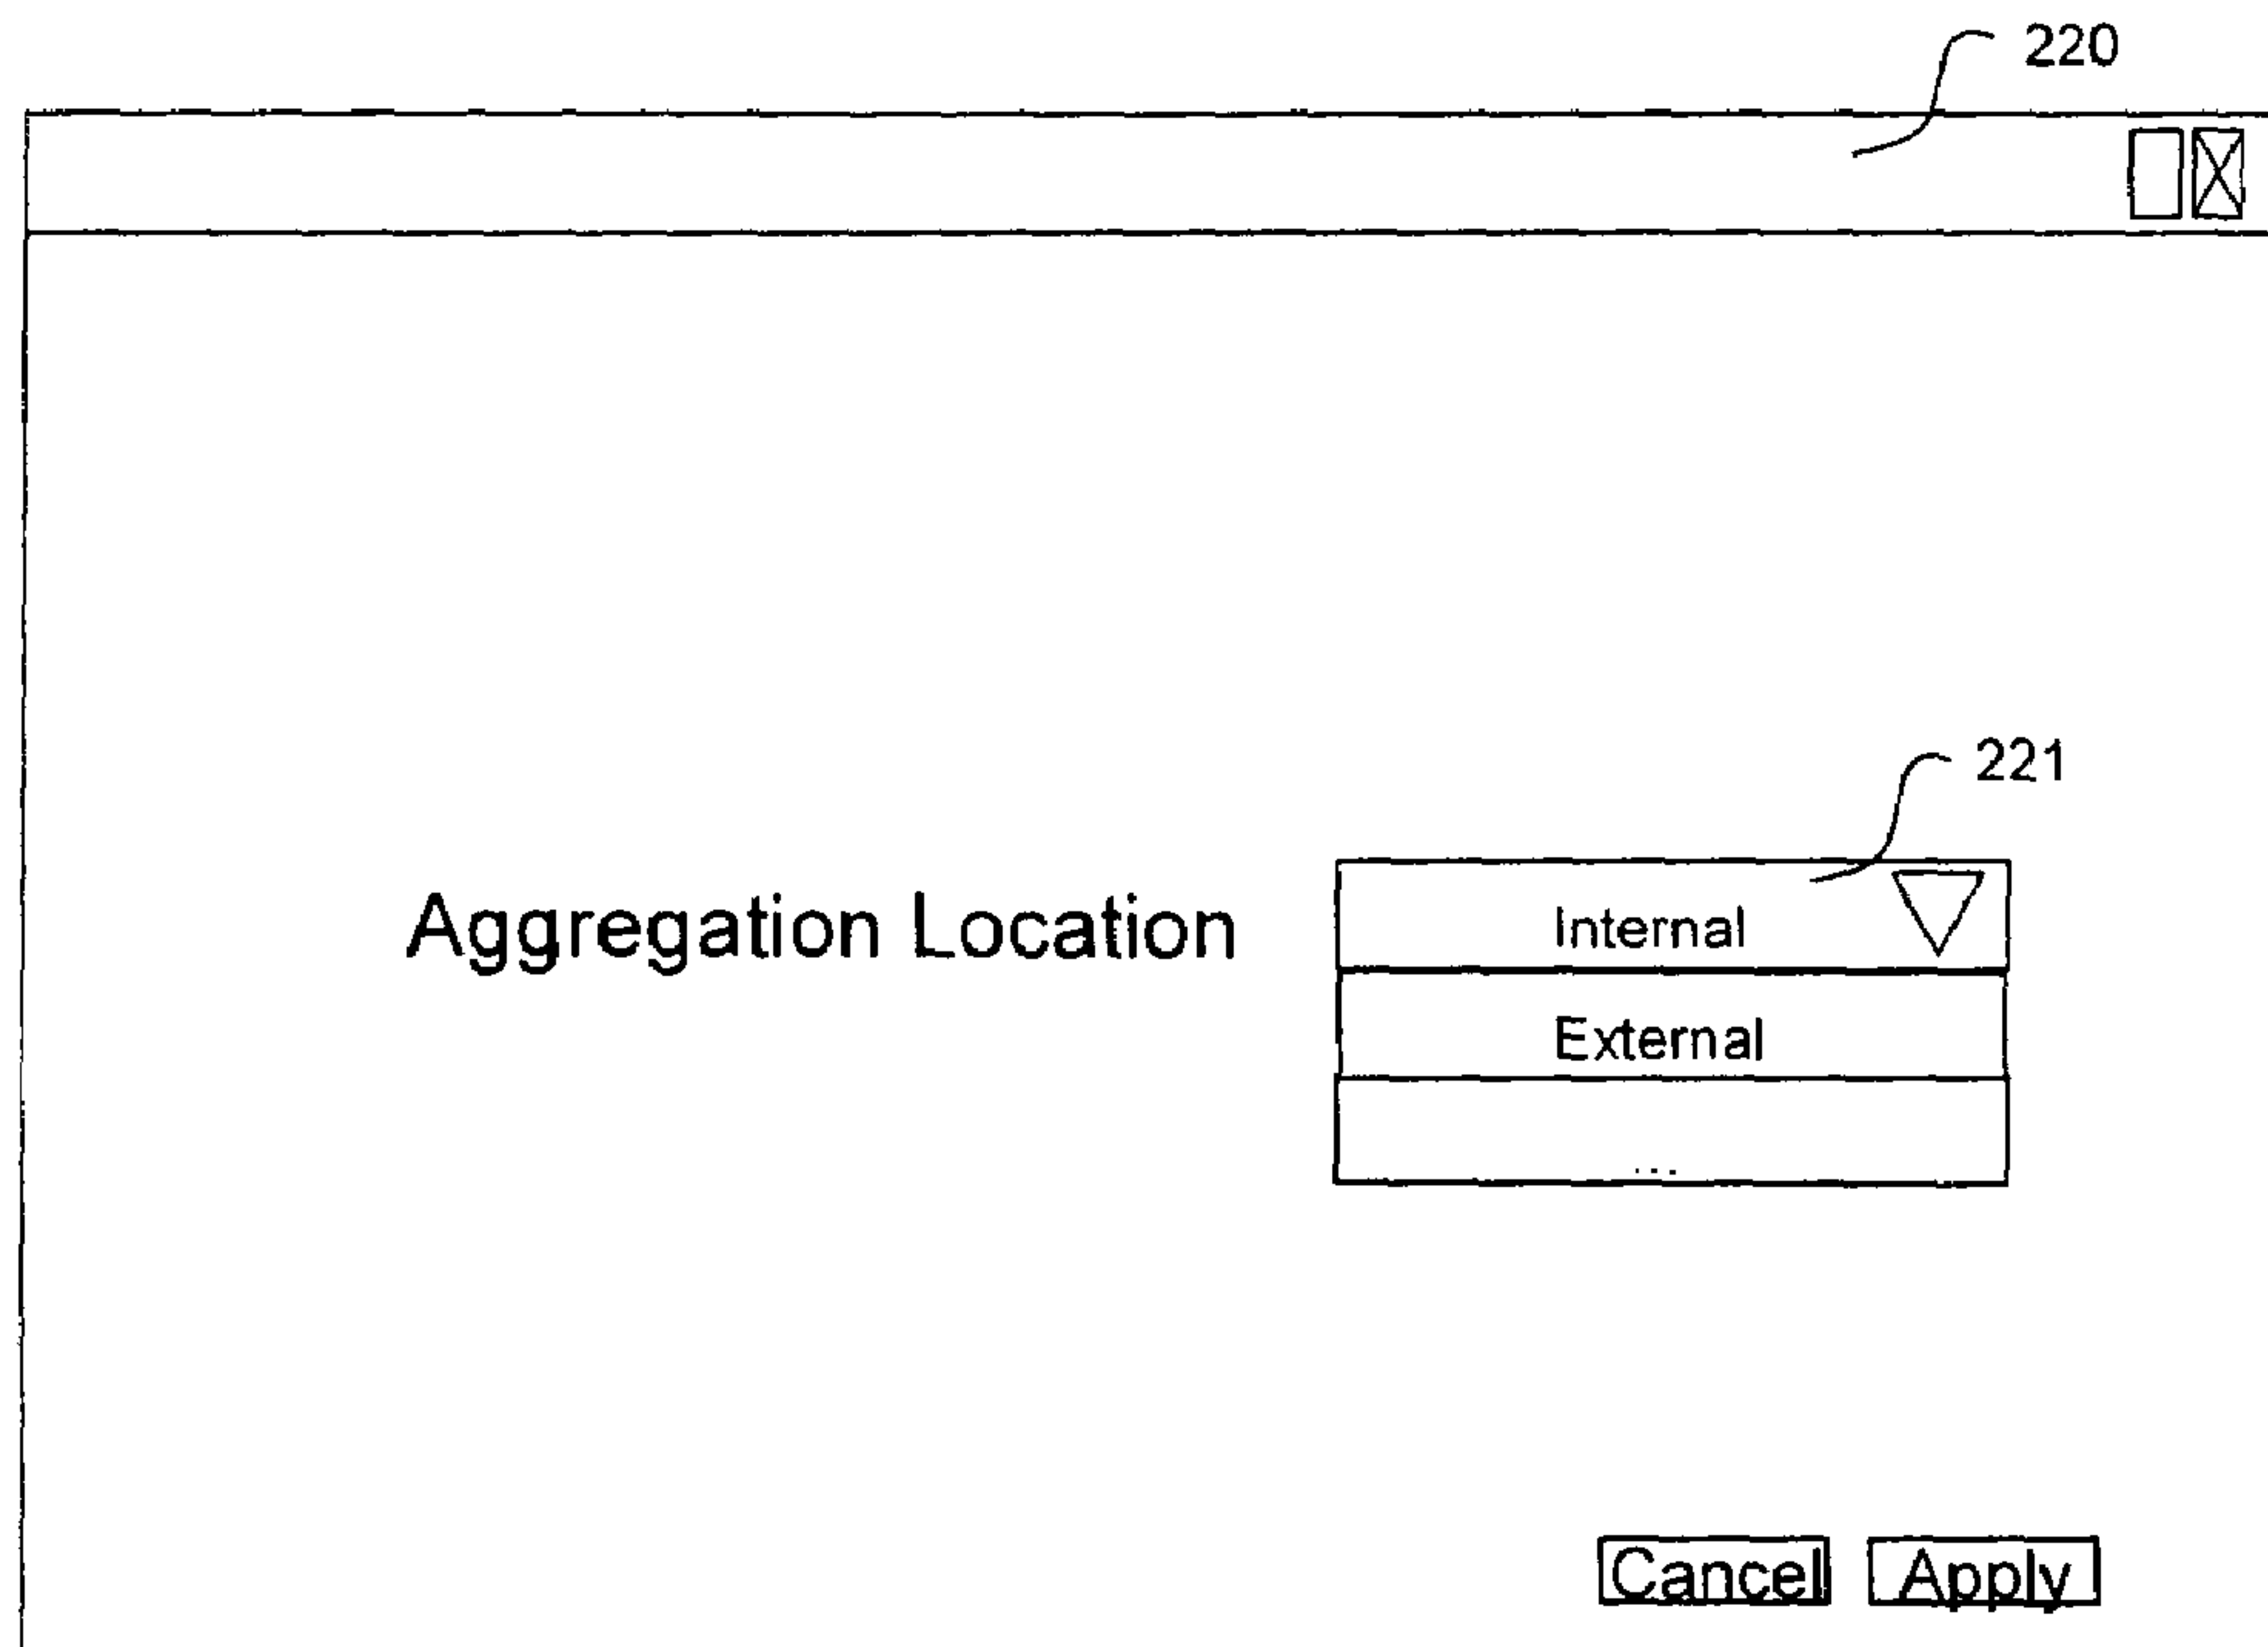 220
221
Aggregation Location
Internal
External
...
Cancel Apply